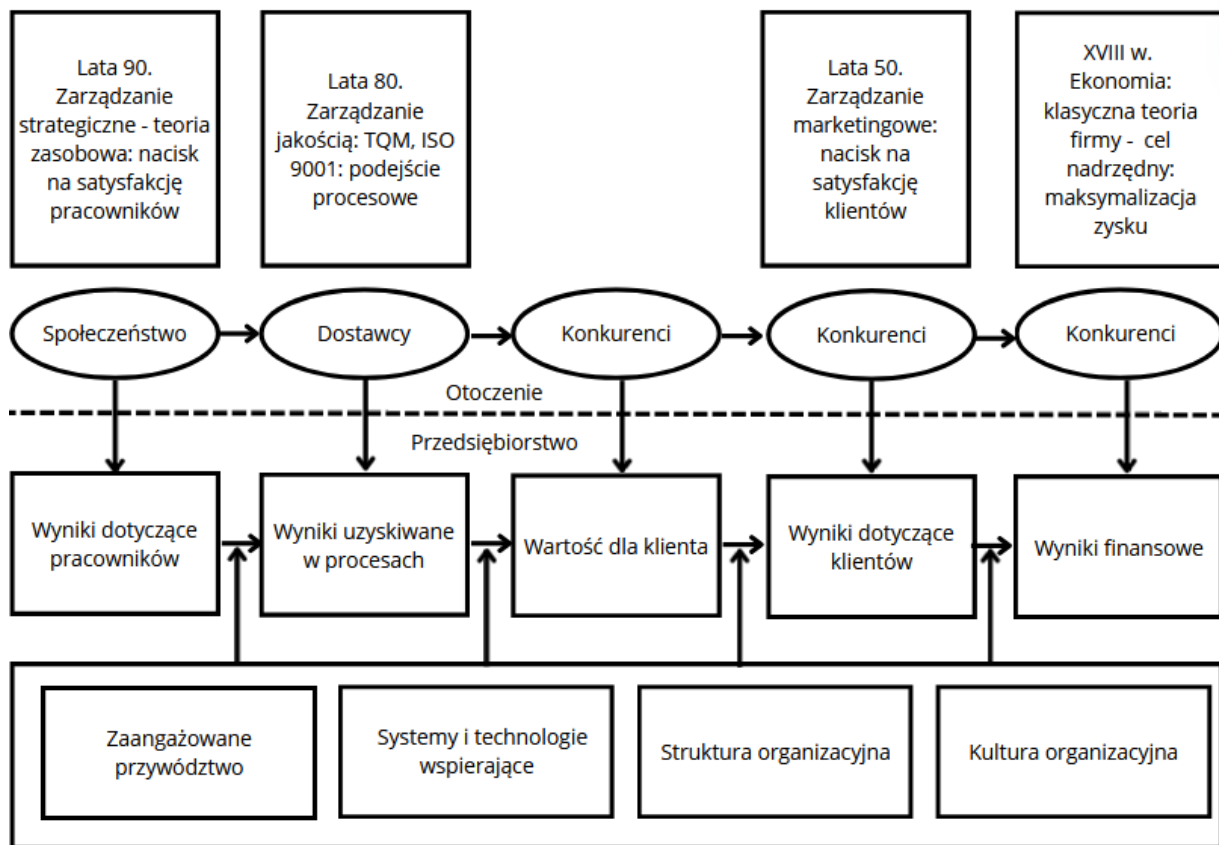 Lata 90.
Zarządzanie
strategiczne - teoria
zasobowa: nacisk
na satysfakcję
pracowników
Lata 80.
Zarządzanie
jakością: TQM, ISO
9001: podejście
procesowe
Lata 50.
Zarządzanie
marketingowe:
nacisk na
satysfakcję
klientów
XVIII w.
Ekonomia:
klasyczna teoria
firmy - cel
nadrzędny:
maksymalizacja
zysku
Społeczeństwo
Dostawcy
Konkurenci
Konkurenci
Konkurenci
Otoczenie
Przedsiębiorstwo
Wyniki dotyczące
pracowników
Wyniki uzyskiwane
w procesach
Wartość dla klienta
Wyniki dotyczące
klientów
Wyniki finansowe
Zaangażowane
przywództwo
Systemy i technologie
wspierające
Struktura organizacyjna
Kultura organizacyjna